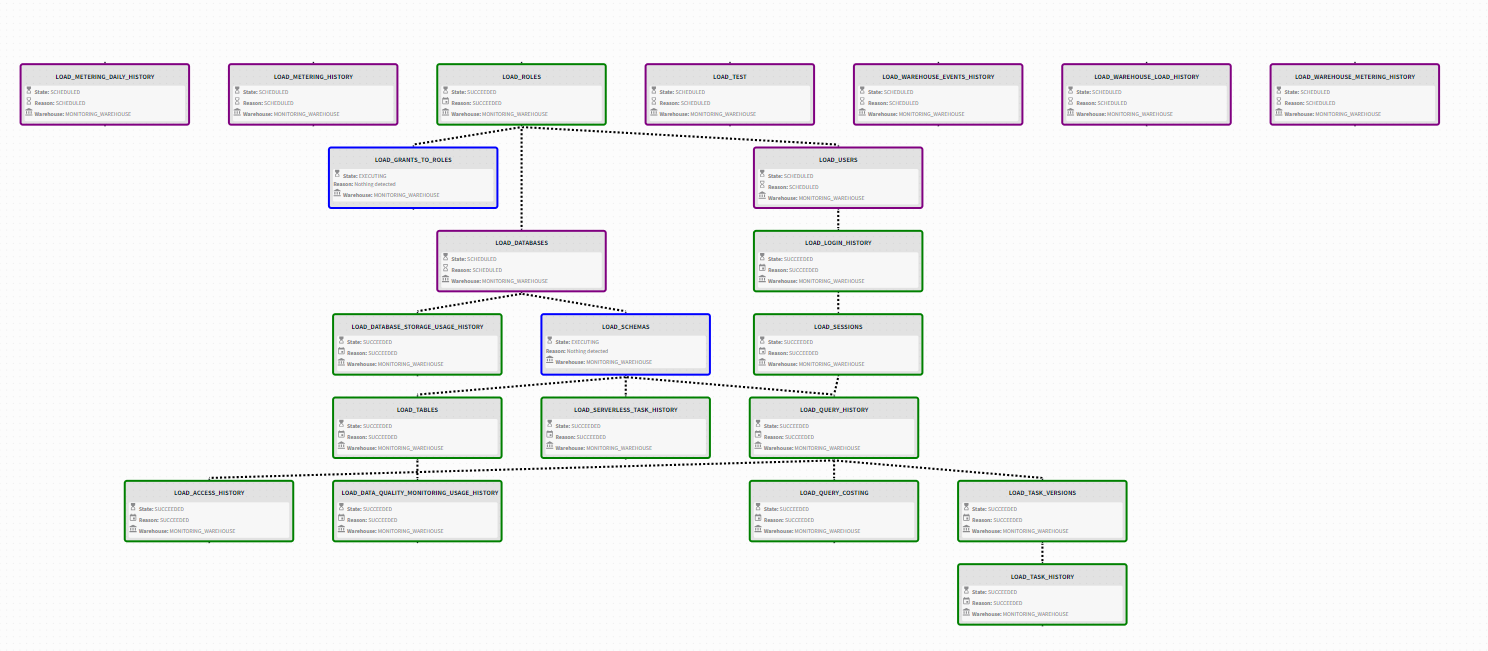 LOAD_METERING_DAILY_HISTORY
State: SCHEDULED
Reason: SCHEDULED
Warehouse: MONITORING_WAREHOUSE
LOAD_METERING_HISTORY
State: SCHEDULED
Reason: SCHEDULED
Warehouse: MONITORING_WAREHOUSE
LOAD_ROLES
State: SUCCEEDED
Reason: SUCCEEDED
Warehouse: MONITORING_WAREHOUSE
LOAD_TEST
State: SCHEDULED
Reason: SCHEDULED
Warehouse: MONITORING_WAREHOUSE
LOAD_WAREHOUSE_EVENTS_HISTORY
State: SCHEDULED
Reason: SCHEDULED
Warehouse: MONITORING_WAREHOUSE
LOAD_WAREHOUSE_LOAD_HISTORY
State: SCHEDULED
Reason: SCHEDULED
Warehouse: MONITORING_WAREHOUSE
LOAD_WAREHOUSE_METERING_HISTORY
State: SCHEDULED
Reason: SCHEDULED
Warehouse: MONITORING_WAREHOUSE
LOAD_GRANTS_TO_ROLES
State: EXECUTING
Reason: Nothing detected
Warehouse: MONITORING_WAREHOUSE
LOAD_USERS
State: SCHEDULED
Reason: SCHEDULED
Warehouse: MONITORING_WAREHOUSE
LOAD_DATABASES
State: SCHEDULED
Reason: SCHEDULED
Warehouse: MONITORING_WAREHOUSE
LOAD_LOGIN_HISTORY
State: SUCCEEDED
Reason: SUCCEEDED
Warehouse: MONITORING_WAREHOUSE
LOAD_DATABASE_STORAGE_USAGE_HISTORY
State: SUCCEEDED
Reason: SUCCEEDED
Warehouse: MONITORING_WAREHOUSE
LOAD_SCHEMAS
State: EXECUTING
Reason: Nothing detected
Warehouse: MONITORING_WAREHOUSE
LOAD_SESSIONS
State: SUCCEEDED
Reason: SUCCEEDED
Warehouse: MONITORING_WAREHOUSE
LOAD_TABLES
State: SUCCEEDED
Reason: SUCCEEDED
Warehouse: MONITORING_WAREHOUSE
LOAD_SERVERLESS_TASK_HISTORY
State: SUCCEEDED
Reason: SUCCEEDED
Warehouse: MONITORING_WAREHOUSE
LOAD_QUERY_HISTORY
State: SUCCEEDED
Reason: SUCCEEDED
Warehouse: MONITORING_WAREHOUSE
LOAD_ACCESS_HISTORY
State: SUCCEEDED
Reason: SUCCEEDED
Warehouse: MONITORING_WAREHOUSE
LOAD_DATA_QUALITY_MONITORING_USAGE_HISTORY
State: SUCCEEDED
Reason: SUCCEEDED
Warehouse: MONITORING_WAREHOUSE
LOAD_QUERY_COSTING
State: SUCCEEDED
Reason: SUCCEEDED
Warehouse: MONITORING_WAREHOUSE
LOAD_TASK_VERSIONS
State: SUCCEEDED
Reason: SUCCEEDED
Warehouse: MONITORING_WAREHOUSE
LOAD_TASK_HISTORY
State: SUCCEEDED
Reason: SUCCEEDED
Warehouse: MONITORING_WAREHOUSE